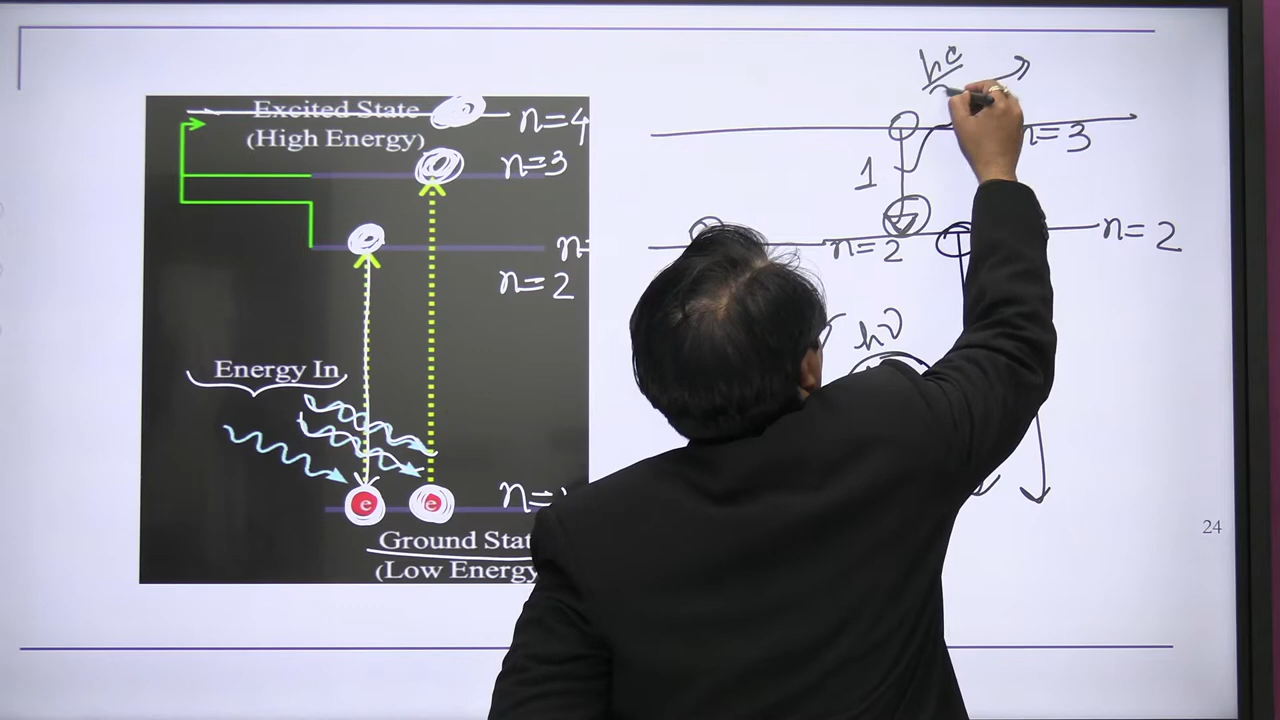 Excited State
(High Energy)
n=4
n=3
n=
n=2
Energy In
e
e
n=
Ground Stat
(Low Energy
hc
n=3
1
n=2
n=2
hν
24